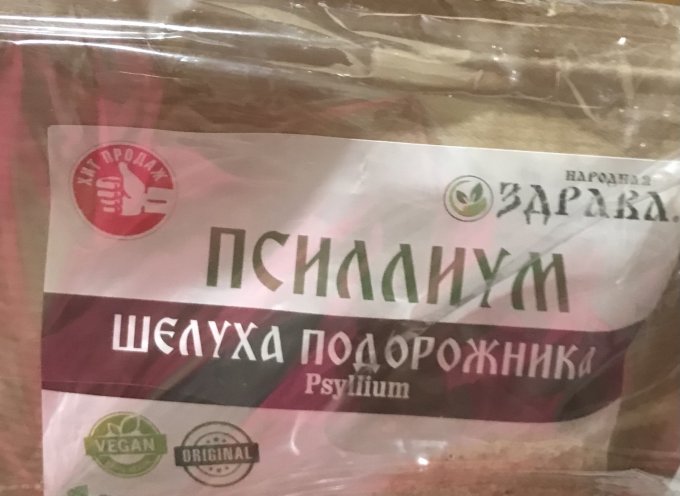 ХИТ ПРОДАЖ
НАРОДНАЯ
ЗДРАВА
ПСИЛЛИУМ
ШЕЛУХА ПОДОРОЖНИКА
Psyllium
VEGAN
ORIGINAL